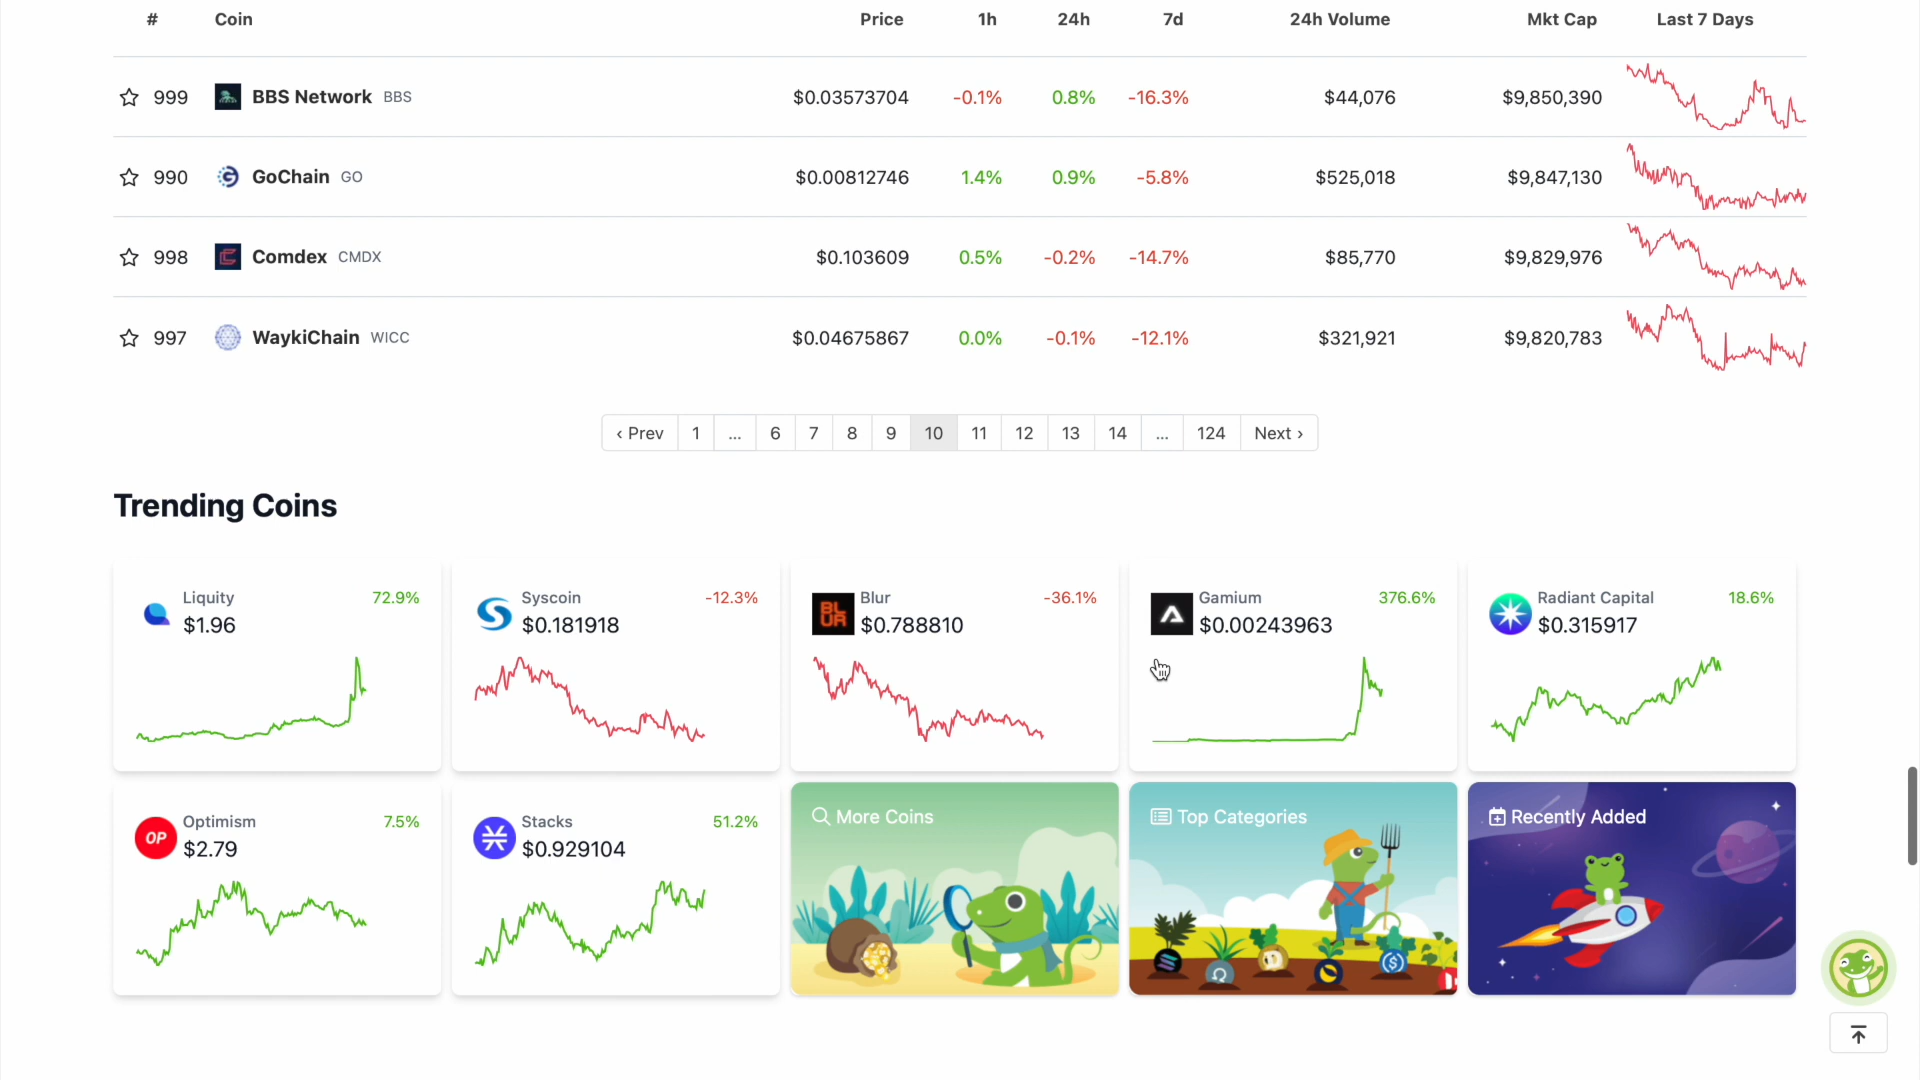 # Coin Price 1h 24h 7d 24h Volume Mkt Cap Last 7 Days
999 BBS Network BBS $0.03573704 -0.1% 0.8% -16.3% $44,076 $9,850,390
990 GoChain GO $0.00812746 1.4% 0.9% -5.8% $525,018 $9,847,130
998 Comdex CMDX $0.103609 0.5% -0.2% -14.7% $85,770 $9,829,976
997 WaykiChain WICC $0.04675867 0.0% -0.1% -12.1% $321,921 $9,820,783
‹ Prev 1 ... 6 7 8 9 10 11 12 13 14 ... 124 Next ›
Trending Coins
Liquity 72.9%
$1.96
Syscoin -12.3%
$0.181918
BL
UR
Blur -36.1%
$0.788810
Gamium 376.6%
$0.00243963
Radiant Capital 18.6%
$0.315917
OP
Optimism 7.5%
$2.79
Stacks 51.2%
$0.929104
More Coins
Top Categories
Recently Added